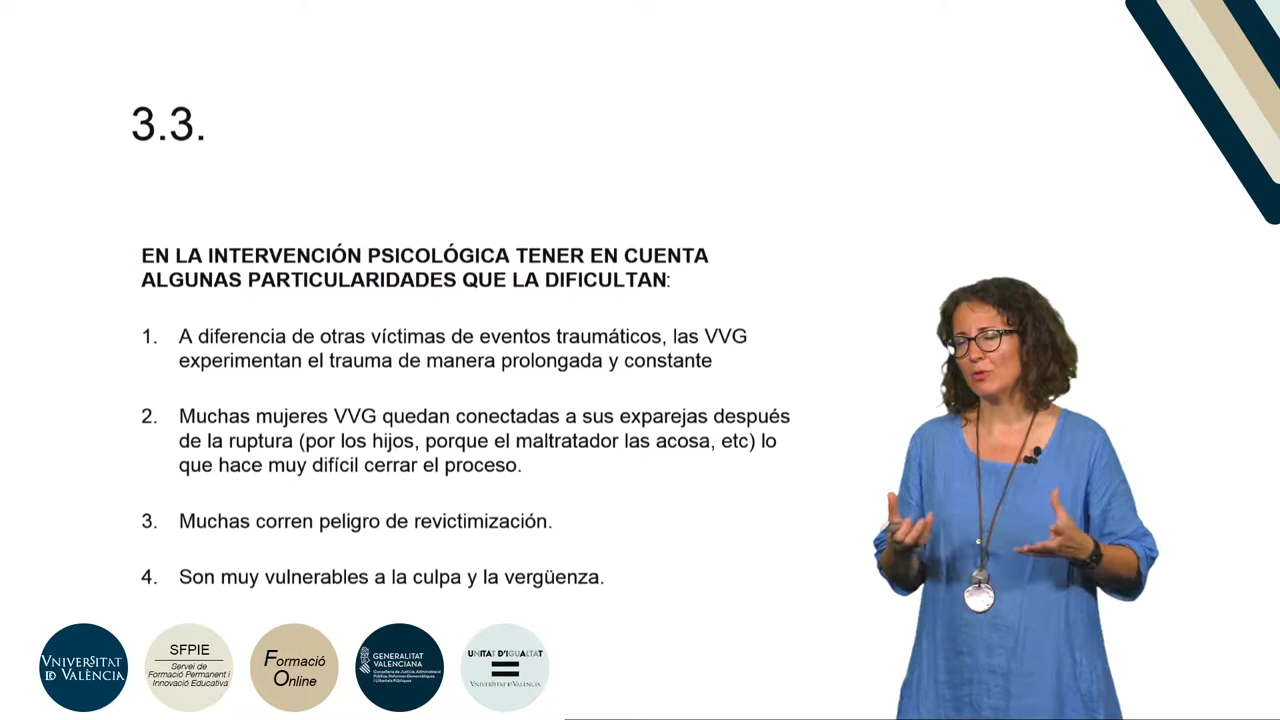 3.3.
EN LA INTERVENCIÓN PSICOLÓGICA TENER EN CUENTA
ALGUNAS PARTICULARIDADES QUE LA DIFICULTAN:
1. A diferencia de otras víctimas de eventos traumáticos, las VVG
experimentan el trauma de manera prolongada y constante
2. Muchas mujeres VVG quedan conectadas a sus exparejas después
de la ruptura (por los hijos, porque el maltratador las acosa, etc) lo
que hace muy difícil cerrar el proceso.
3. Muchas corren peligro de revictimización.
4. Son muy vulnerables a la culpa y la vergüenza.
VNIVERSITAT
ID VALÈNCIA
SFPIE
Servei de
Formació Permanent i
Innovació Educativa
Formació
Online
GENERALITAT
VALENCIANA
Conselleria de Justícia, Administració
Pública, Reformes Democràtiques
i Llibertats Públiques
UNITAT D'IGUALTAT
VNIVERSITAT ID VALÈNCIA